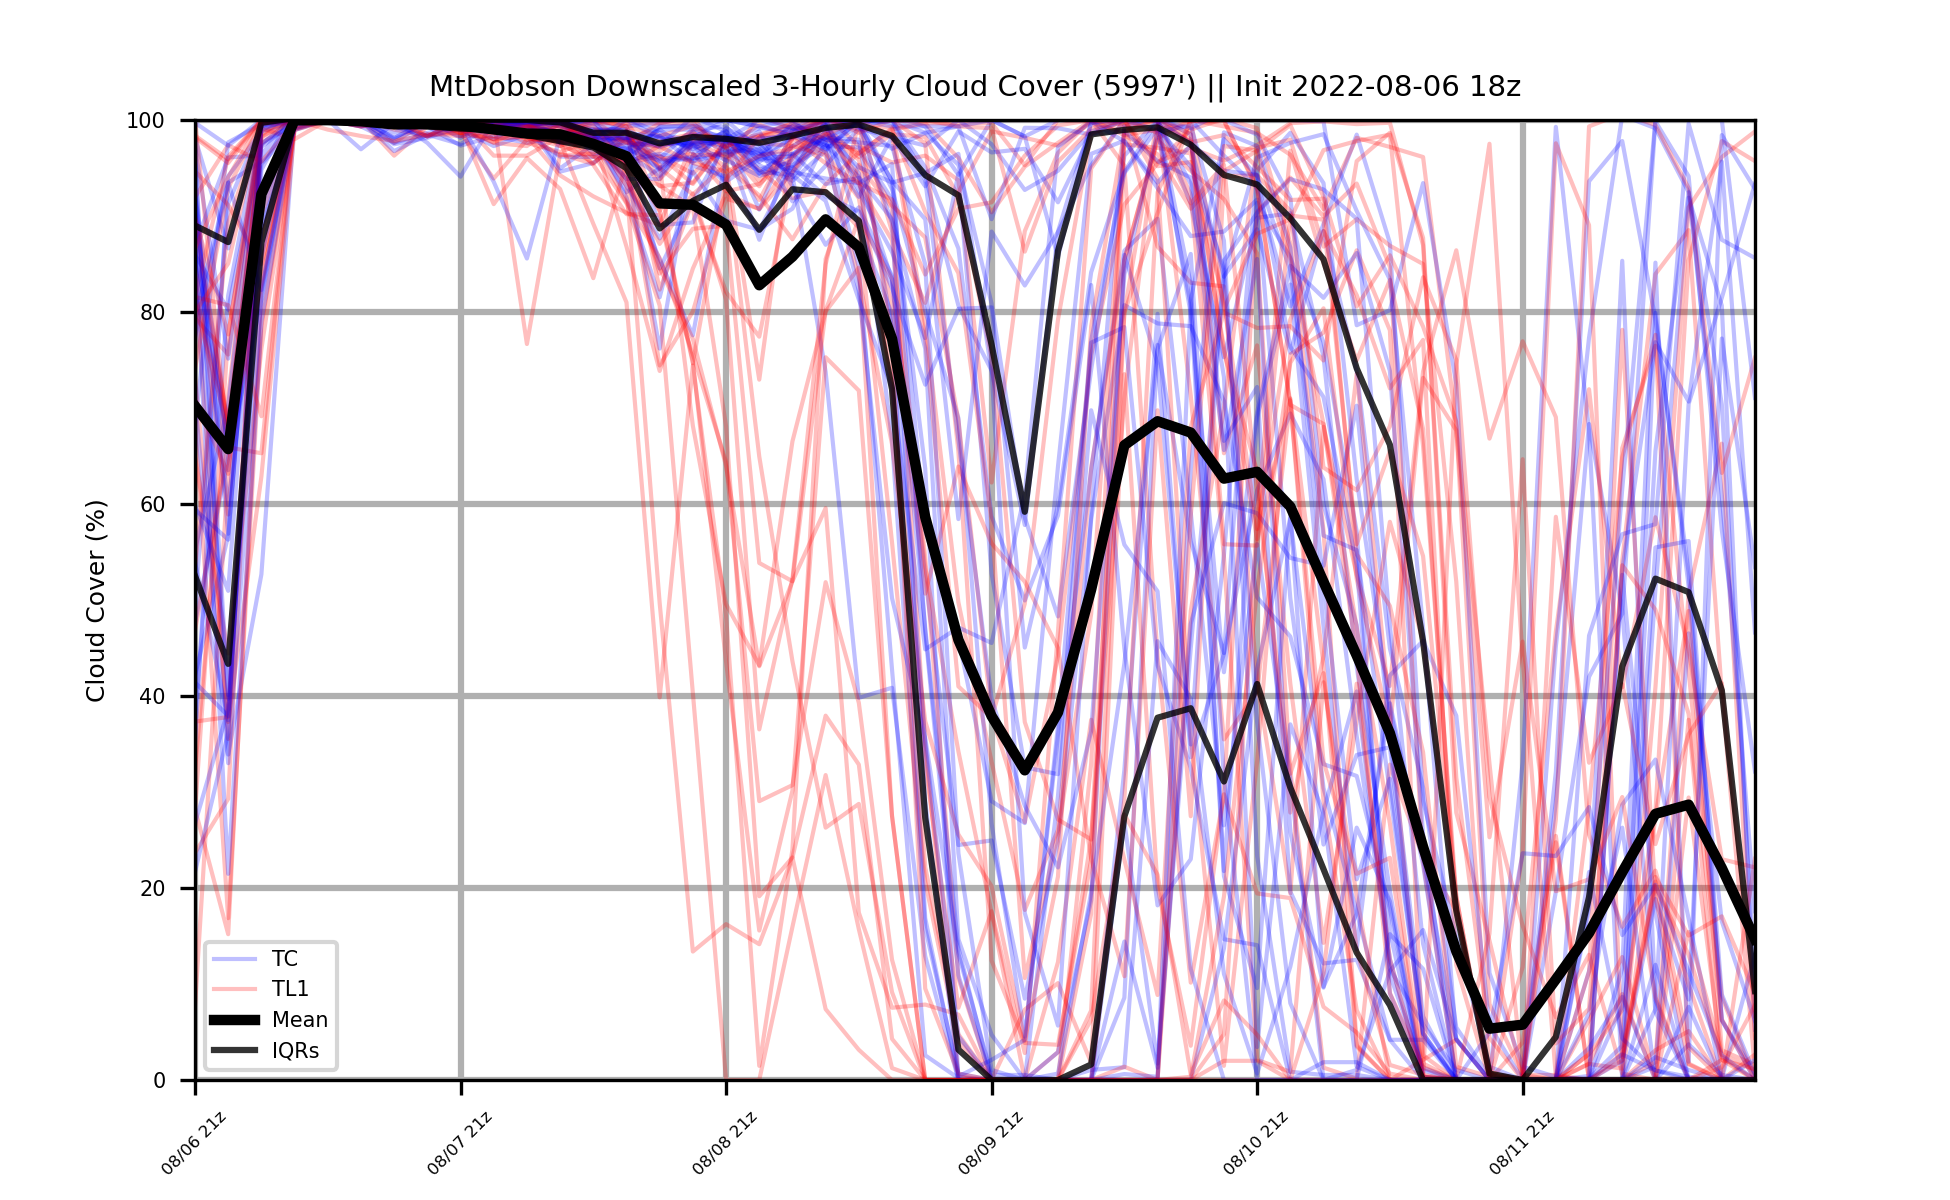 MtDobson Downscaled 3-Hourly Cloud Cover (5997') || Init 2022-08-06 18z
Cloud Cover (%)
100
80
60
40
20
0
TC
TL1
Mean
IQRs
08/06 21z
08/07 21z
08/08 21z
08/09 21z
08/10 21z
08/11 21z